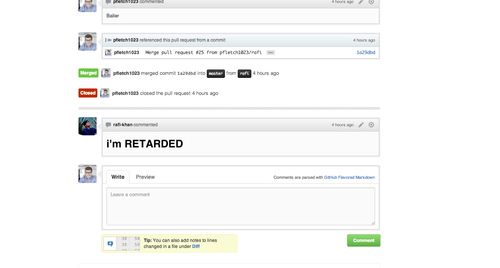 pfletch1023 commented 4 hours ago
Baller
pfletch1023 referenced this pull request from a commit 4 hours ago
pfletch1023 Merge pull request #25 from pfletch1023/rafi ... 1a29dbd
Merged pfletch1023 merged commit 1a29dbd into master from rafi 4 hours ago
Closed pfletch1023 closed the pull request 4 hours ago
rafi-khan commented 4 hours ago
i'm RETARDED
Write Preview Comments are parsed with GitHub Flavored Markdown
Leave a comment
Tip: You can also add notes to lines
changed in a file under Diff
Comment